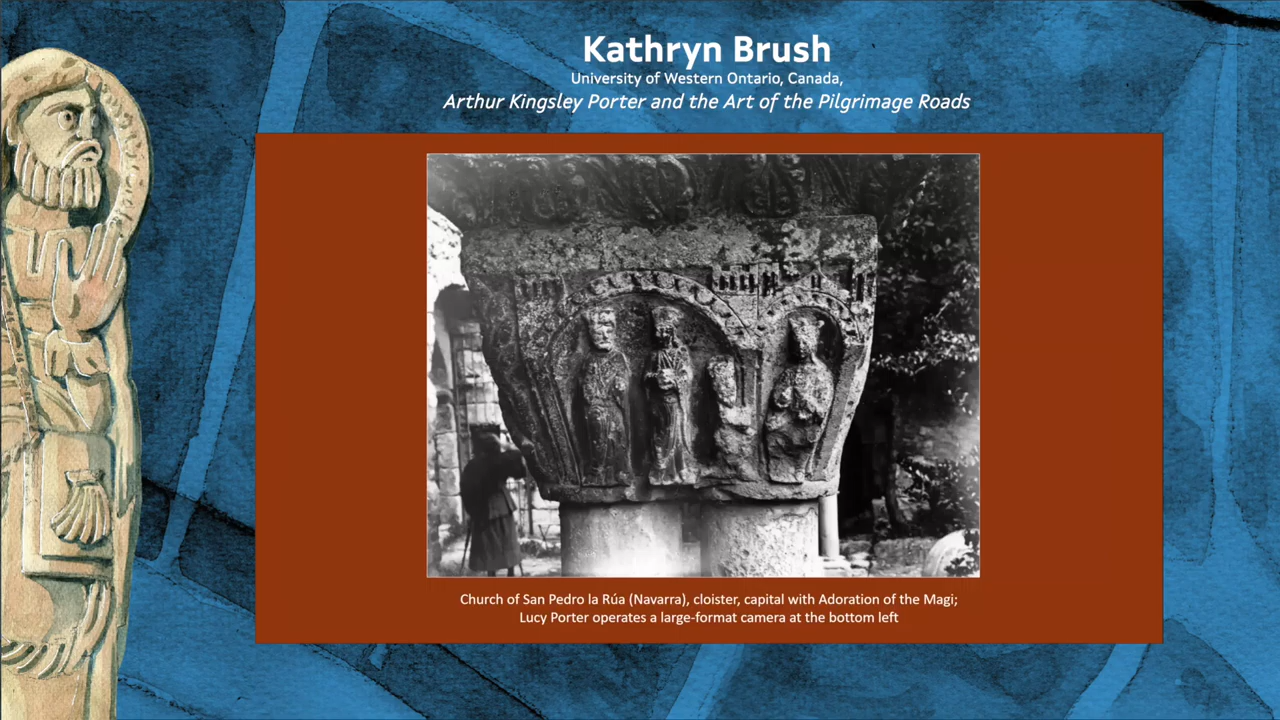 Kathryn Brush
University of Western Ontario, Canada,
Arthur Kingsley Porter and the Art of the Pilgrimage Roads
Church of San Pedro la Rúa (Navarra), cloister, capital with Adoration of the Magi;
Lucy Porter operates a large-format camera at the bottom left